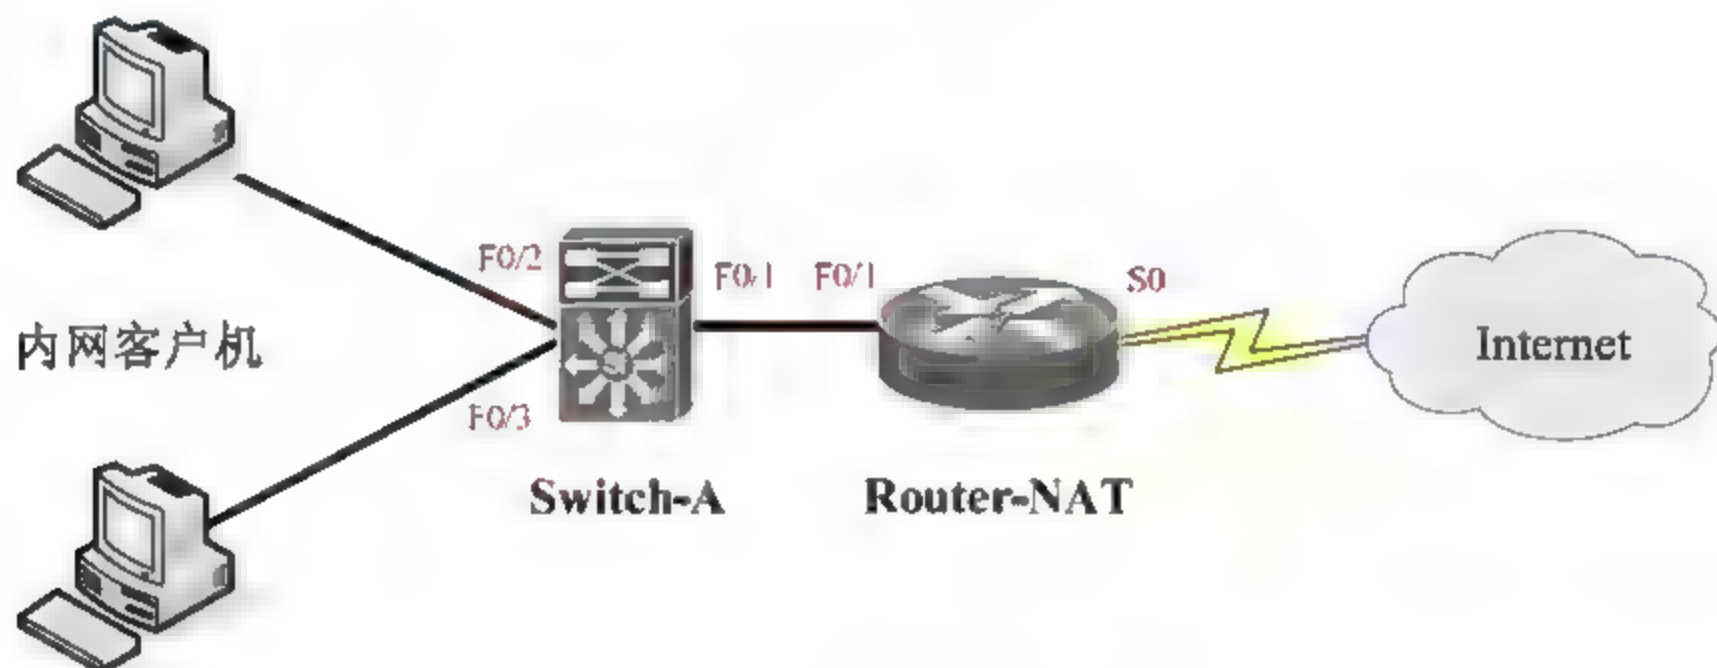 F0/2
F0/1
F0/1
S0
内网客户机
Internet
F0/3
Switch-A
Router-NAT